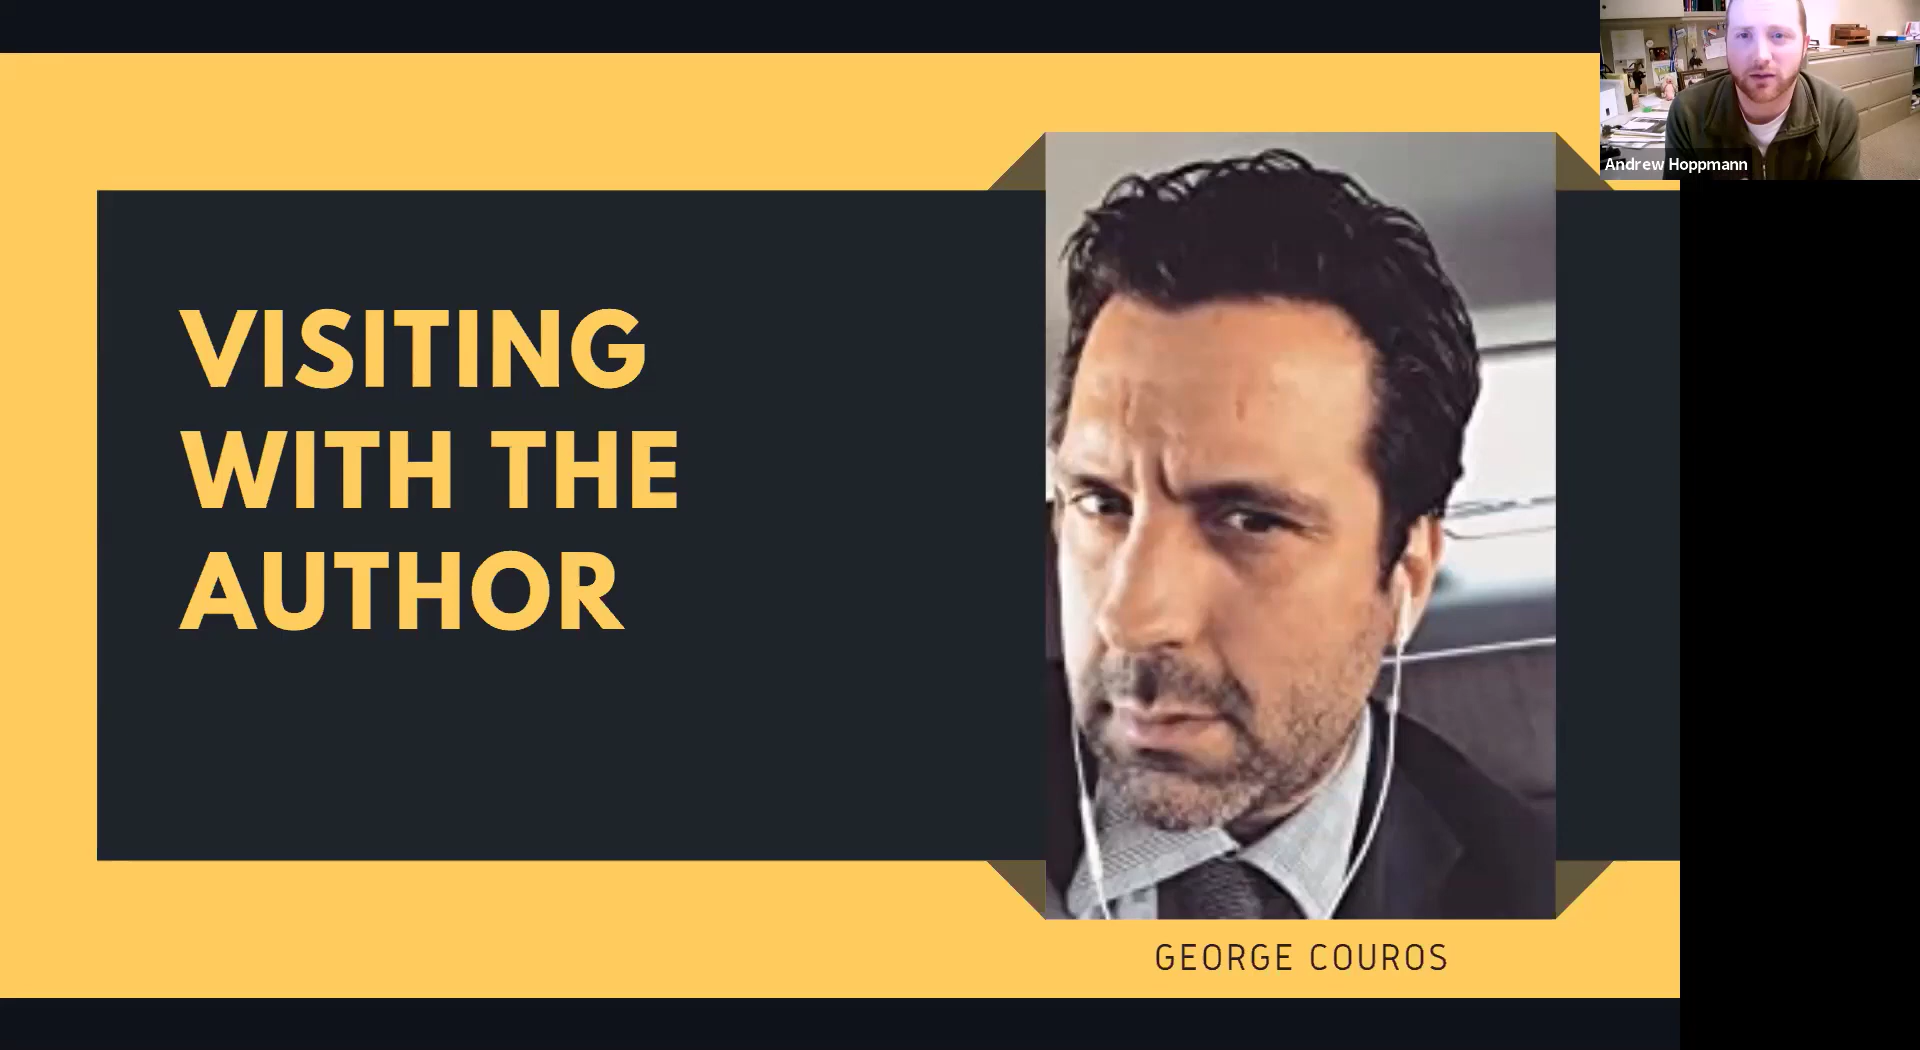 VISITING
WITH THE
AUTHOR
GEORGE COUROS
Andrew Hoppmann